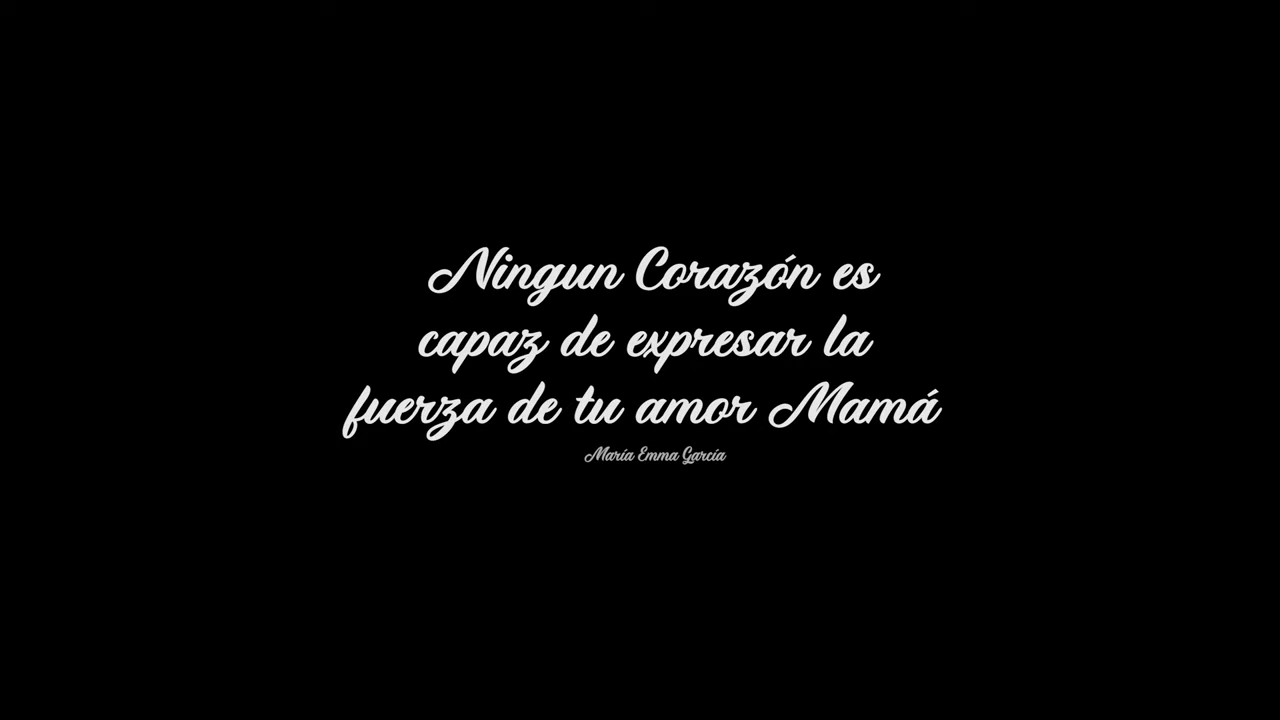 Ningun Corazón es
capaz de expresar la
fuerza de tu amor Mamá
María Emma García